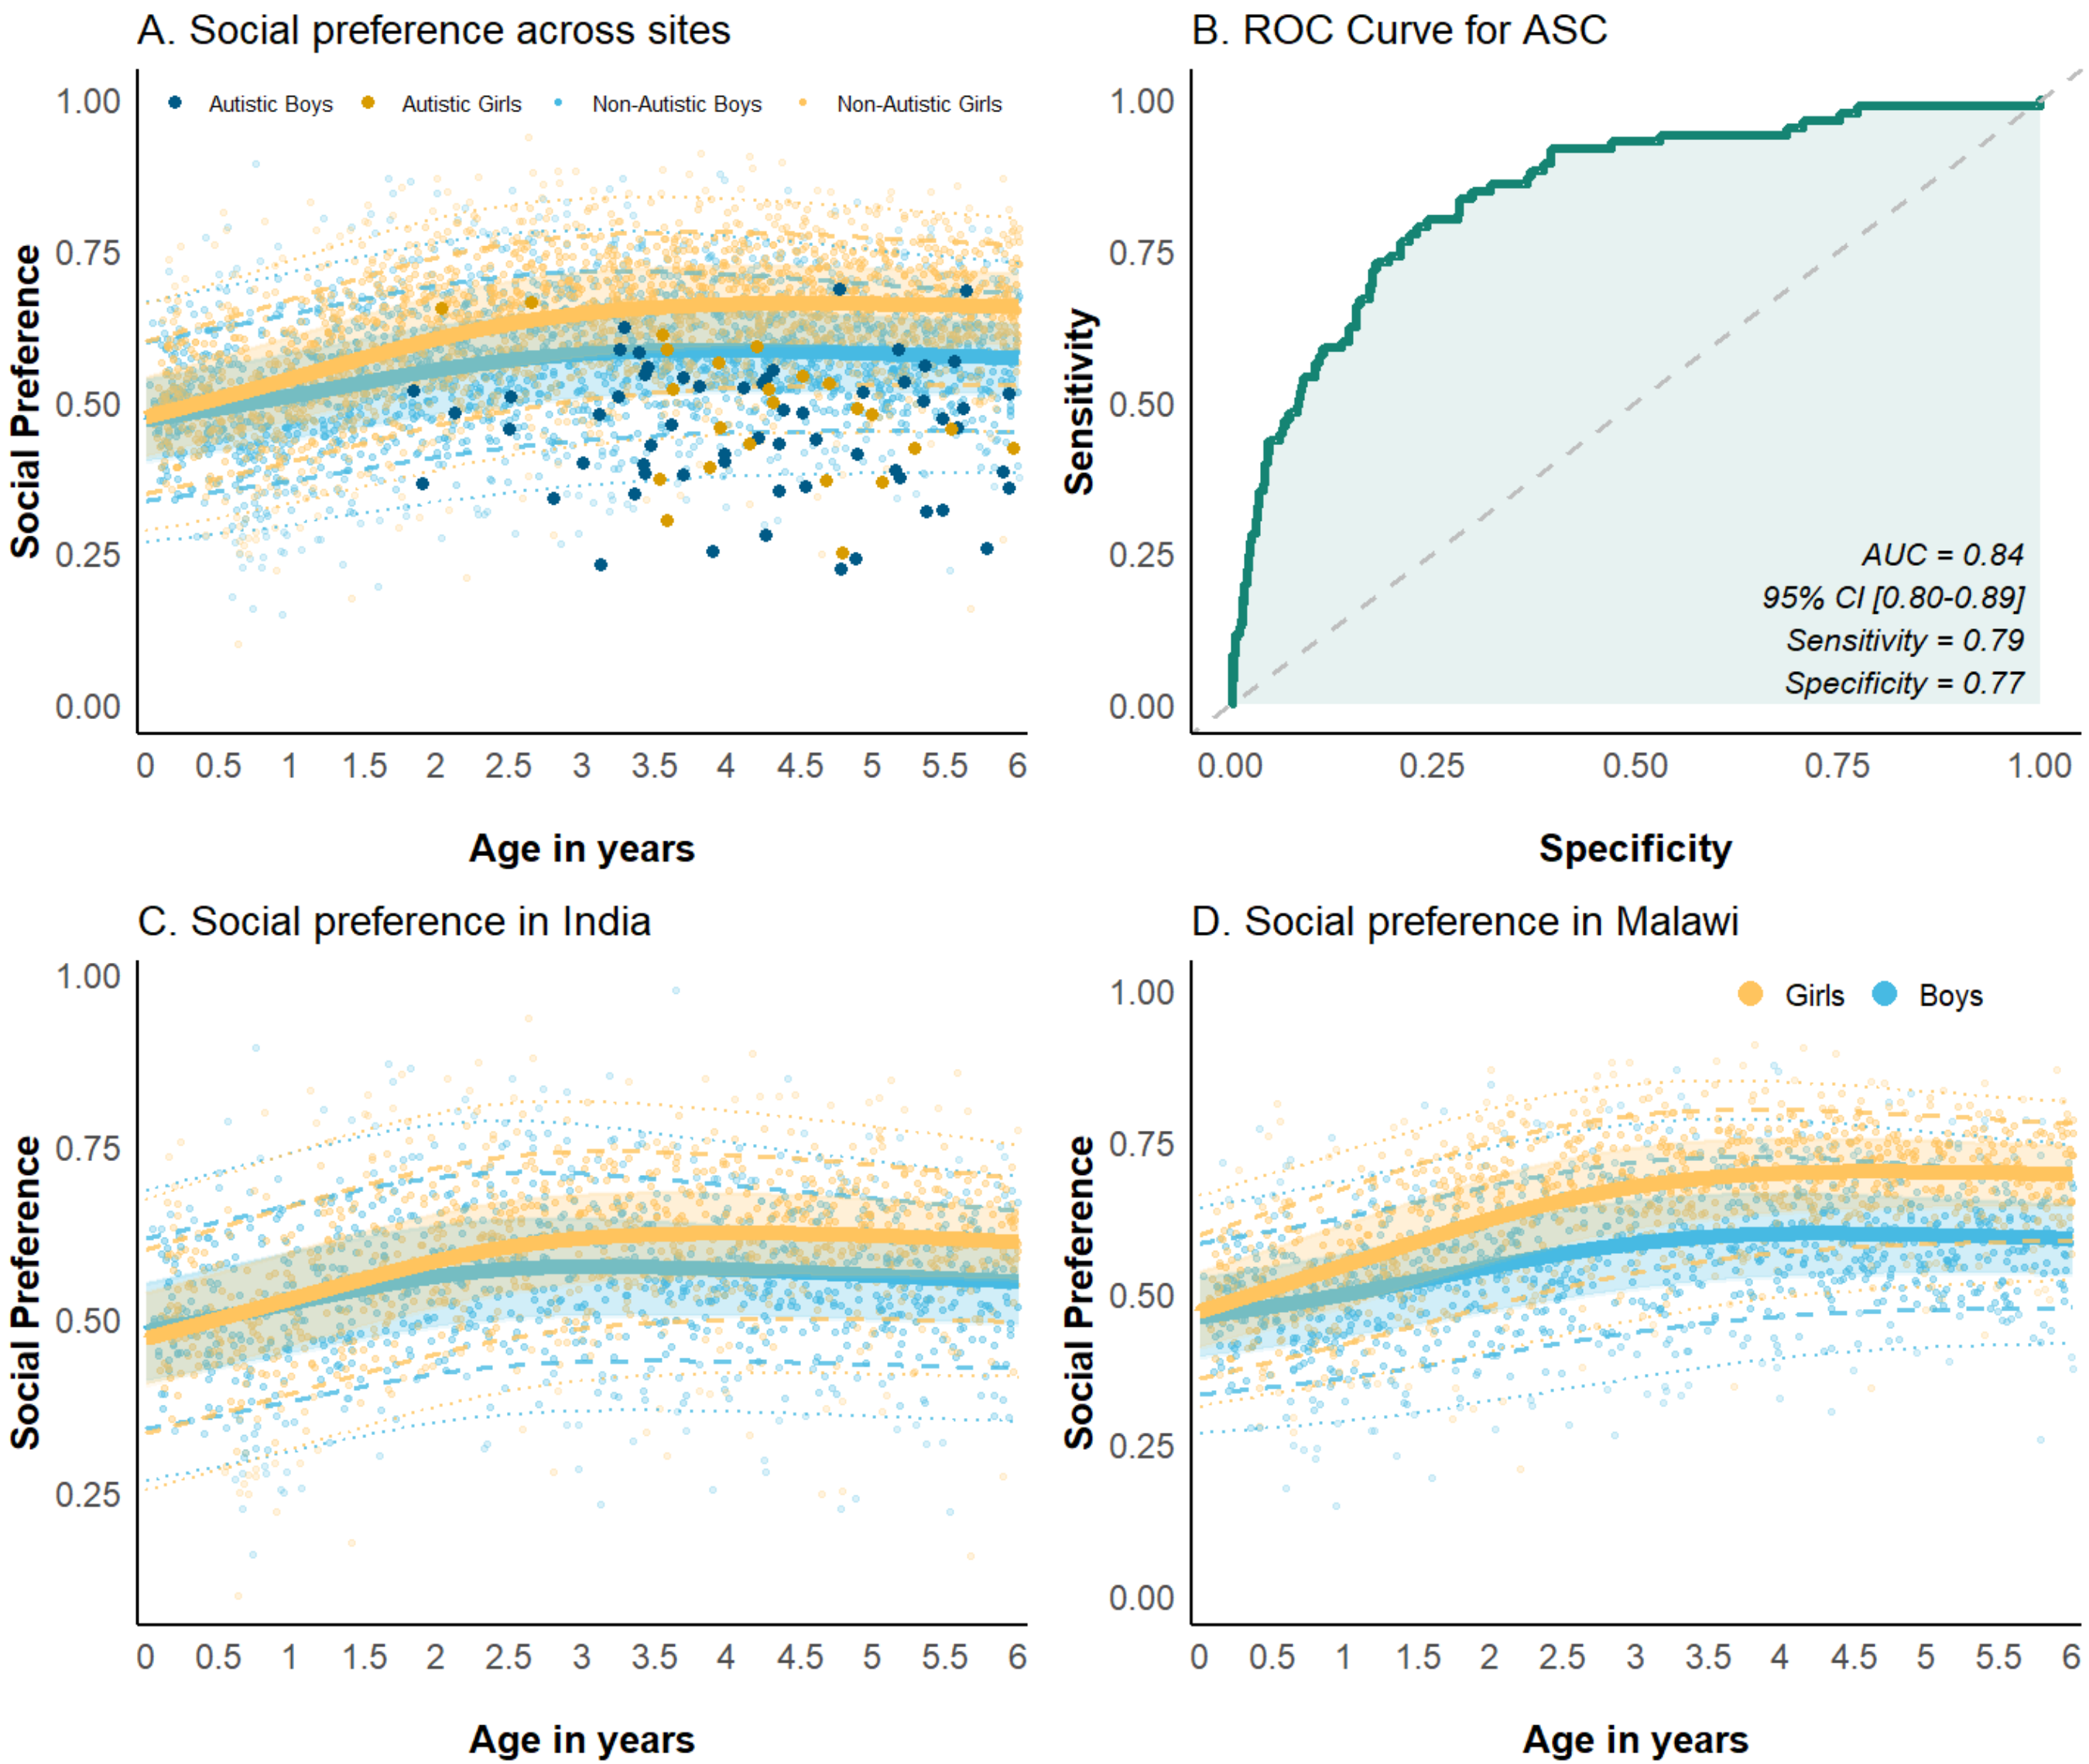 A. Social preference across sites
Social Preference
1.00
0.75
0.50
0.25
0.00
Autistic Boys Autistic Girls Non-Autistic Boys Non-Autistic Girls
0 0.5 1 1.5 2 2.5 3 3.5 4 4.5 5 5.5 6
Age in years
B. ROC Curve for ASC
Sensitivity
1.00
0.75
0.50
0.25
0.00
AUC = 0.84
95% CI [0.80-0.89]
Sensitivity = 0.79
Specificity = 0.77
0.00 0.25 0.50 0.75 1.00
Specificity
C. Social preference in India
Social Preference
1.00
0.75
0.50
0.25
0 0.5 1 1.5 2 2.5 3 3.5 4 4.5 5 5.5 6
Age in years
D. Social preference in Malawi
Social Preference
1.00
0.75
0.50
0.25
0.00
Girls Boys
0 0.5 1 1.5 2 2.5 3 3.5 4 4.5 5 5.5 6
Age in years